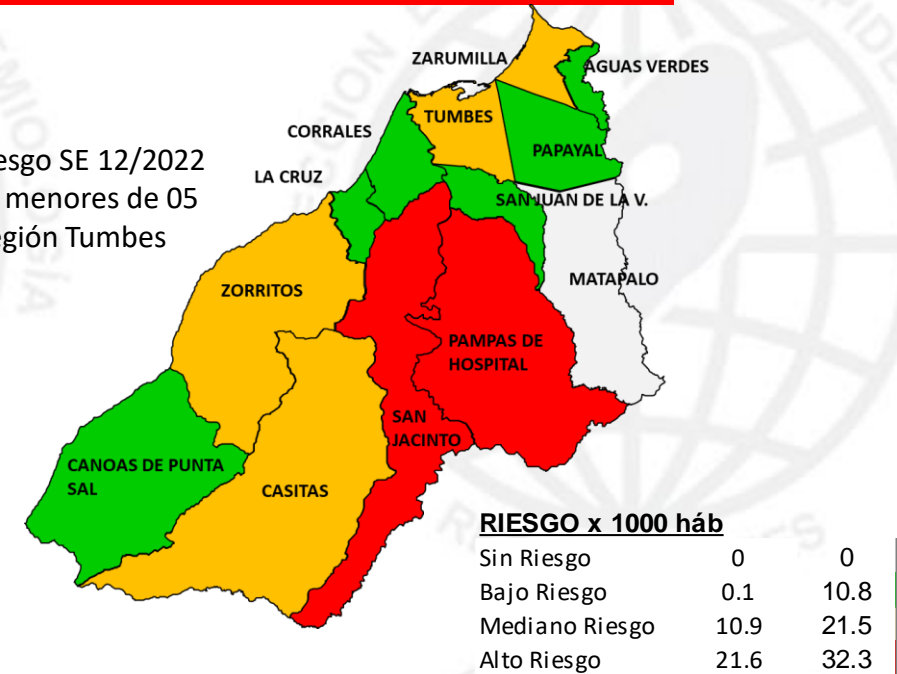 ZARUMILLA
AGUAS VERDES
TUMBES
CORRALES
PAPAYAL
esgo SE 12/2022
menores de 05
egión Tumbes
LA CRUZ
SAN JUAN DE LA V.
MATAPALO
ZORRITOS
PAMPAS DE
HOSPITAL
SAN
JACINTO
CANOAS DE PUNTA
SAL
CASITAS
RIESGO x 1000 háb
Sin Riesgo 0 0
Bajo Riesgo 0.1 10.8
Mediano Riesgo 10.9 21.5
Alto Riesgo 21.6 32.3